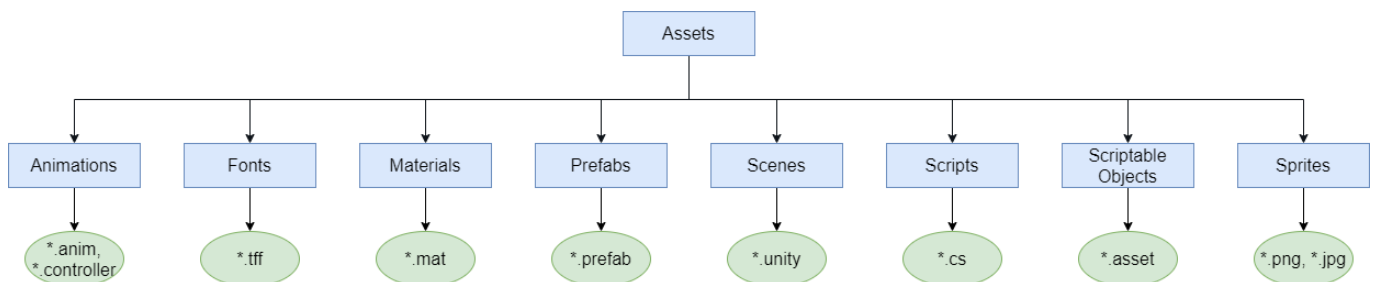 Assets
Animations
Fonts
Materials
Prefabs
Scenes
Scripts
Scriptable
Objects
Sprites
*.anim,
*.controller
*.tff
*.mat
*.prefab
*.unity
*.cs
*.asset
*.png, *.jpg